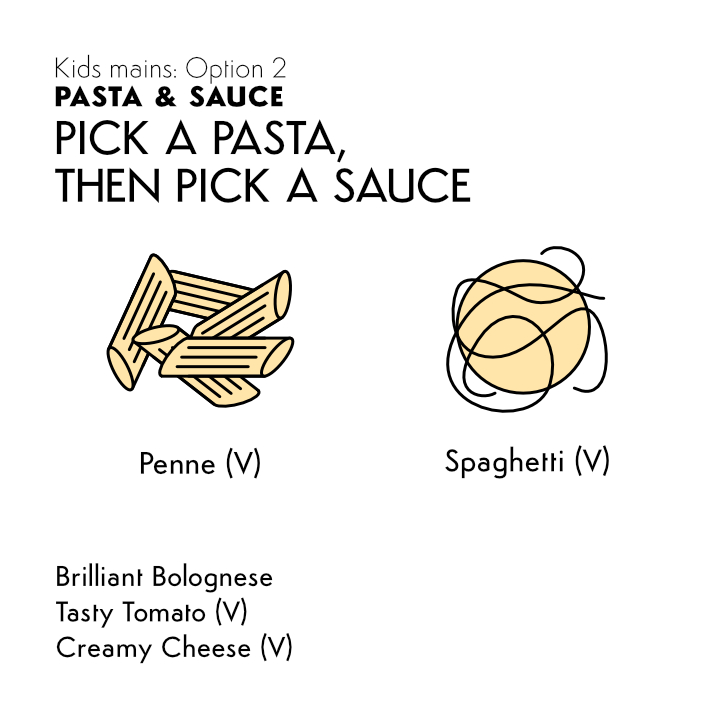 Kids mains: Option 2
PASTA & SAUCE
PICK A PASTA,
THEN PICK A SAUCE
Penne (V)
Spaghetti (V)
Brilliant Bolognese
Tasty Tomato (V)
Creamy Cheese (V)